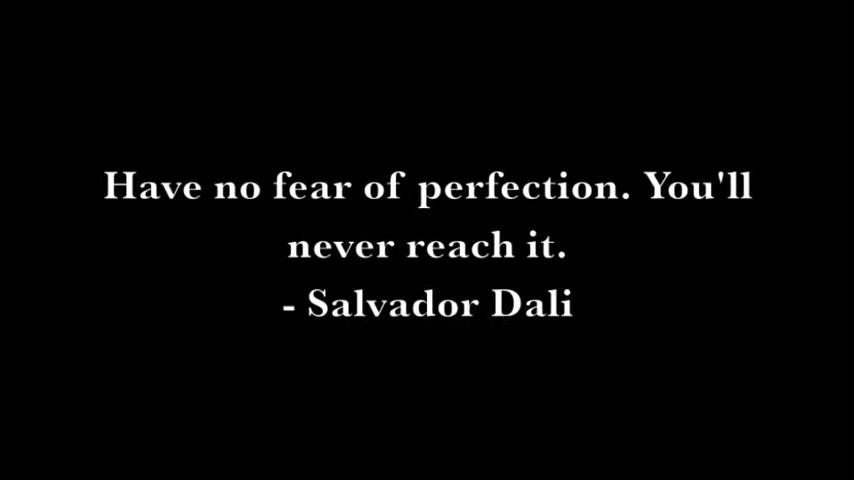 Have no fear of perfection. You'll
never reach it.
- Salvador Dali